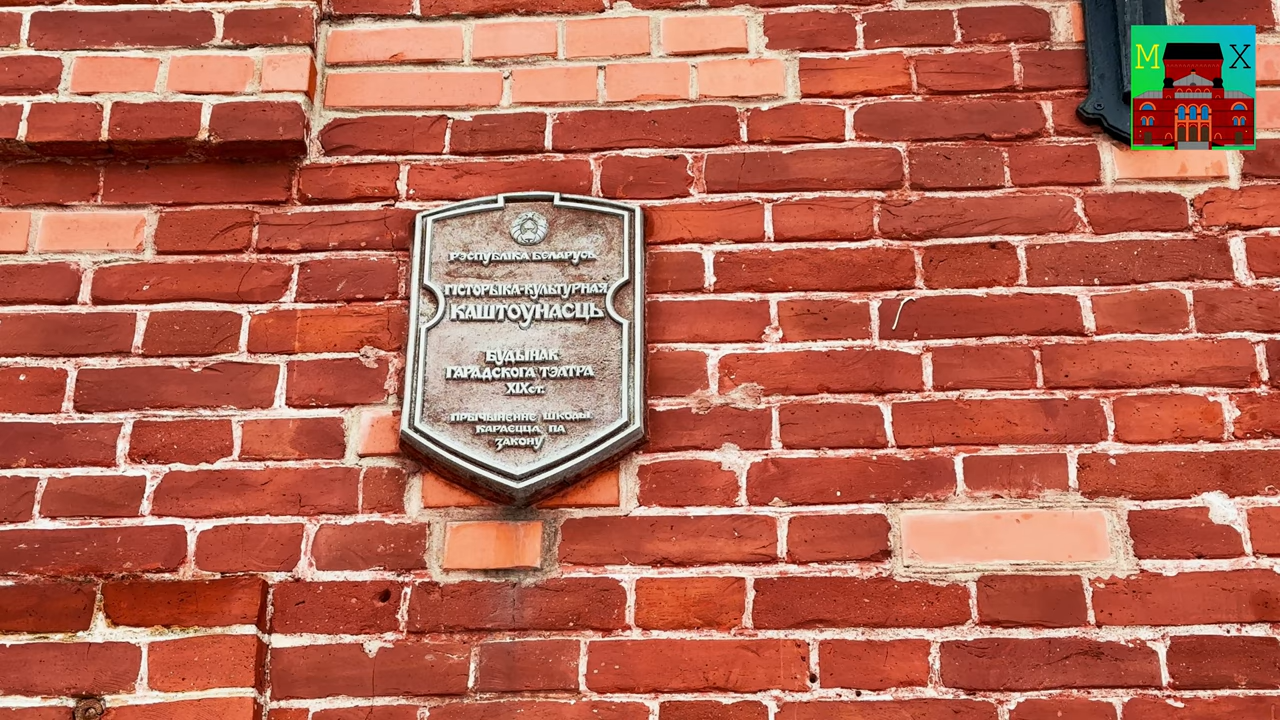 М Х
РЭСПУБЛІКА БЕЛАРУСЬ
ГІСТОРЫКА-КУЛЬТУРНАЯ
КАШТОЎНАСЦЬ
БУДЫНАК
ГАРАДСКОГА ТЭАТРА
XIX ст.
ПРЫЧЫНЕННЕ ШКОДЫ
КАРАЕЦЦА ПА
ЗАКОНУ